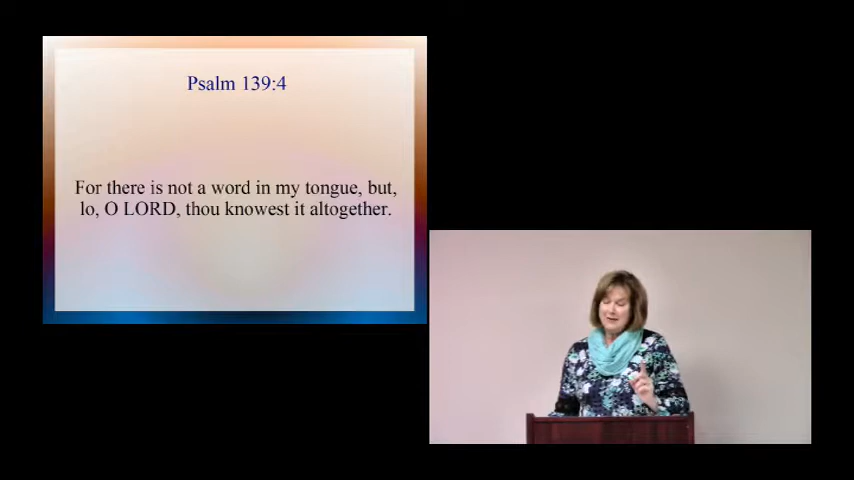 Psalm 139:4
For there is not a word in my tongue, but,
lo, O LORD, thou knowest it altogether.